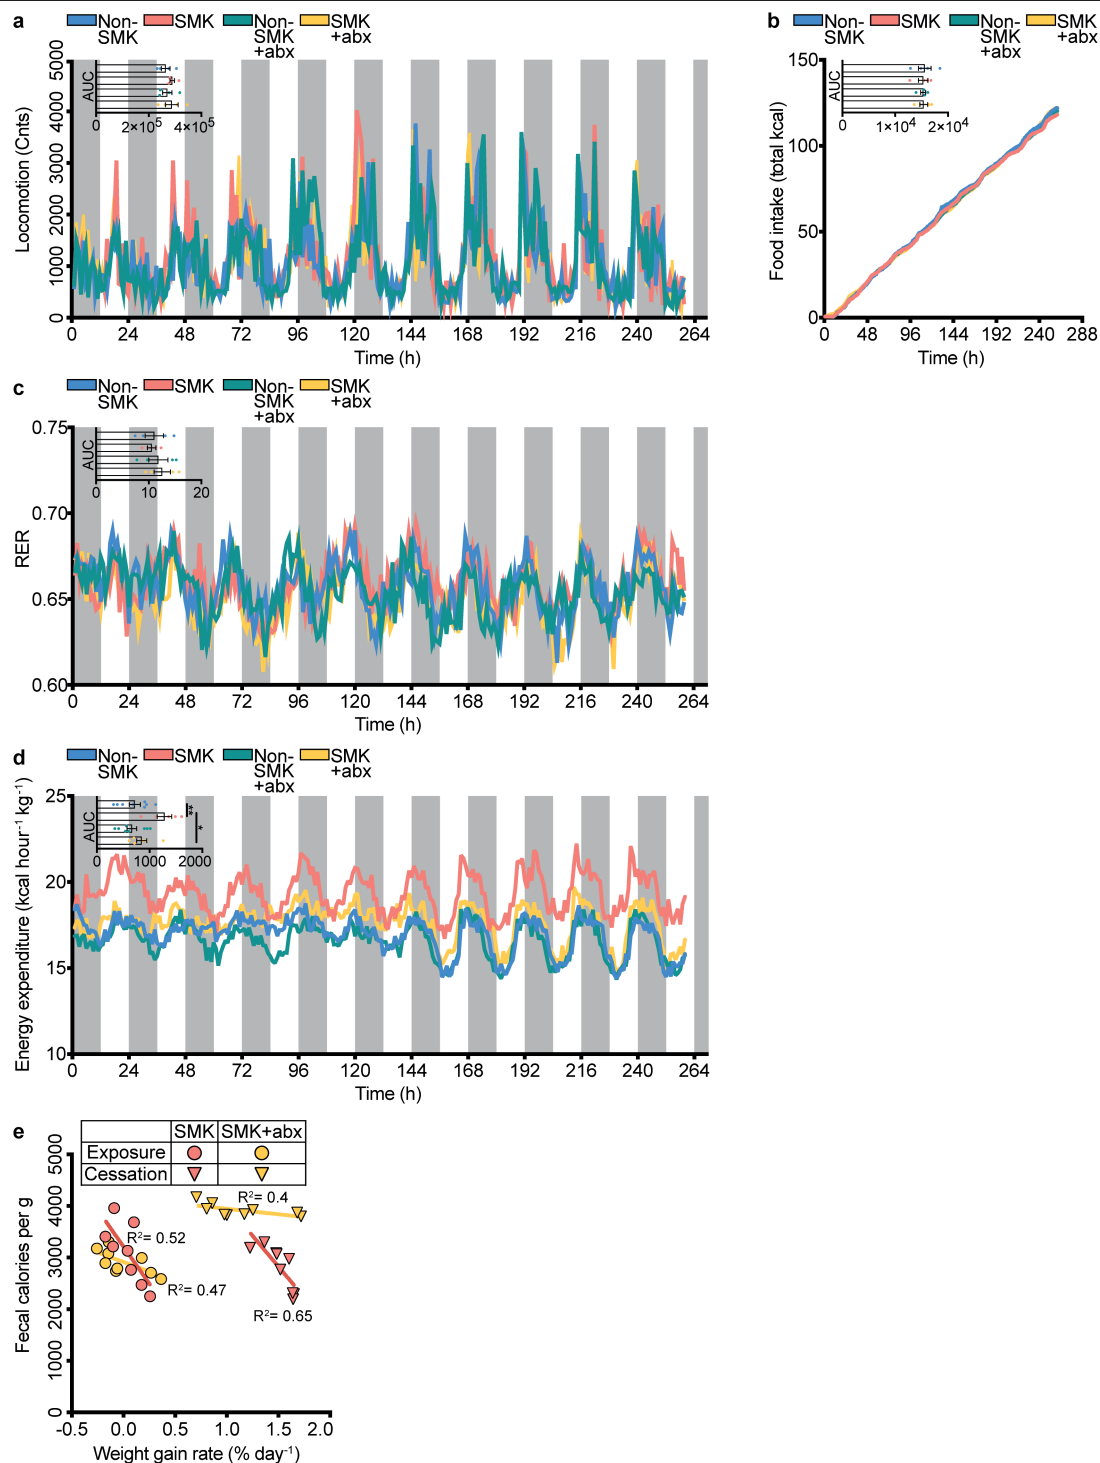 a
Non-SMK SMK Non-SMK+abx SMK+abx
Locomotion (Cnts)
5000
4000
3000
2000
1000
0
AUC
0 2×10⁵ 4×10⁵
0 24 48 72 96 120 144 168 192 216 240 264
Time (h)
b
Non-SMK SMK Non-SMK+abx SMK+abx
Food intake (total kcal)
150
100
50
0
AUC
0 1×10⁴ 2×10⁴
0 48 96 144 192 240 288
Time (h)
c
Non-SMK SMK Non-SMK+abx SMK+abx
RER
0.75
0.70
0.65
0.60
AUC
0 10 20
0 24 48 72 96 120 144 168 192 216 240 264
Time (h)
d
Non-SMK SMK Non-SMK+abx SMK+abx
Energy expenditure (kcal hour⁻¹ kg⁻¹)
25
20
15
10
AUC
**
*
0 1000 2000
0 24 48 72 96 120 144 168 192 216 240 264
Time (h)
e
SMK SMK+abx
Exposure
Cessation
Fecal calories per g
5000
4000
3000
2000
1000
0
R²= 0.4
R²= 0.52
R²= 0.47
R²= 0.65
-0.5 0.0 0.5 1.0 1.5 2.0
Weight gain rate (% day⁻¹)